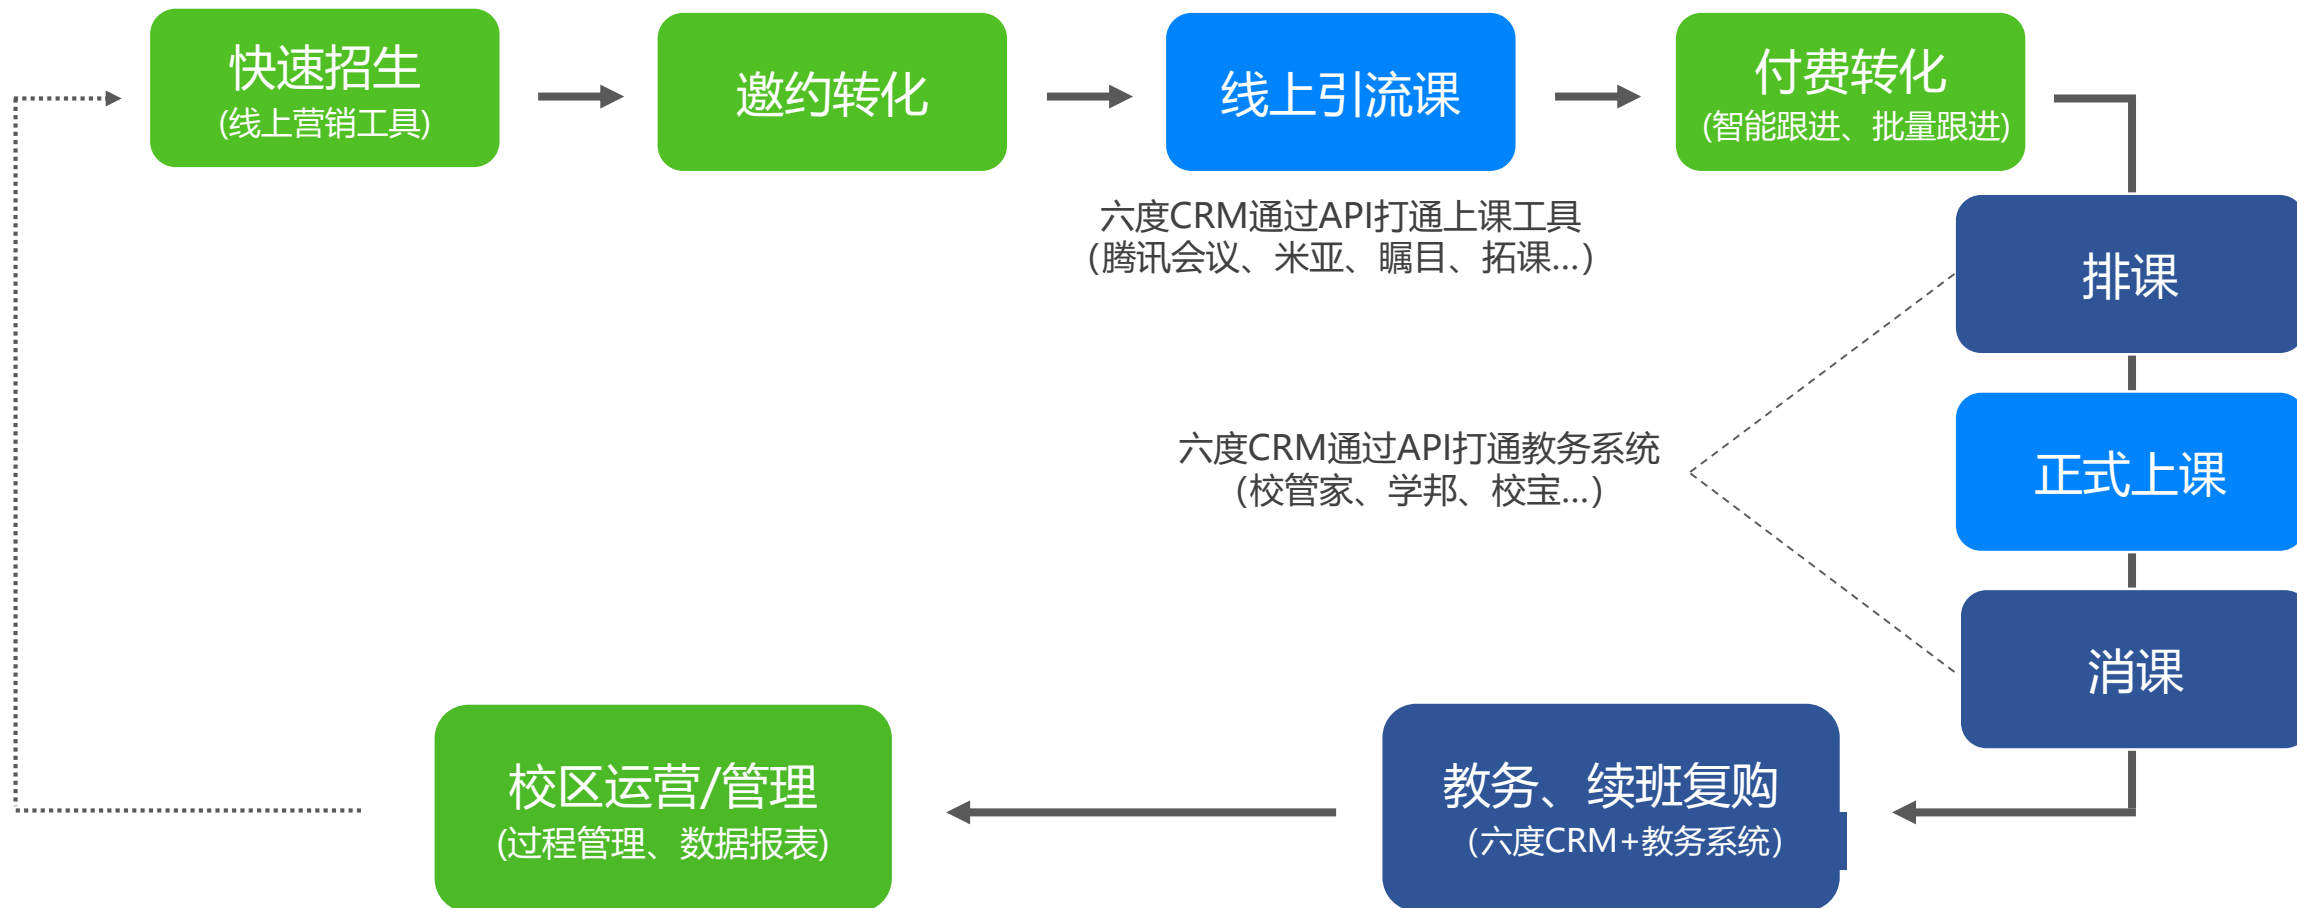 快速招生
(线上营销工具)
邀约转化
线上引流课
付费转化
(智能跟进、批量跟进)
六度CRM通过API打通上课工具
（腾讯会议、米亚、瞩目、拓课...）
排课
六度CRM通过API打通教务系统
（校管家、学邦、校宝...）
正式上课
消课
教务、续班复购
（六度CRM+教务系统）
校区运营/管理
(过程管理、数据报表)